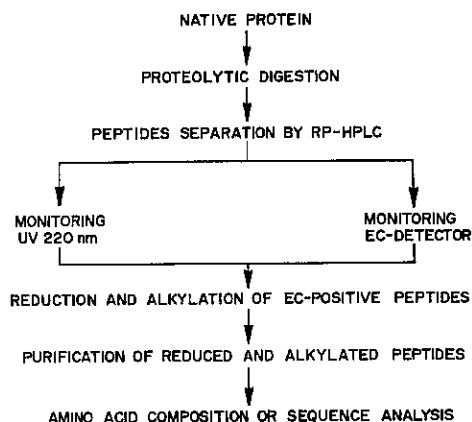 NATIVE PROTEIN
PROTEOLYTIC DIGESTION
PEPTIDES SEPARATION BY RP-HPLC
MONITORING
UV 220 nm
MONITORING
EC-DETECTOR
REDUCTION AND ALKYLATION OF EC-POSITIVE PEPTIDES
PURIFICATION OF REDUCED AND ALKYLATED PEPTIDES
AMINO ACID COMPOSITION OR SEQUENCE ANALYSIS